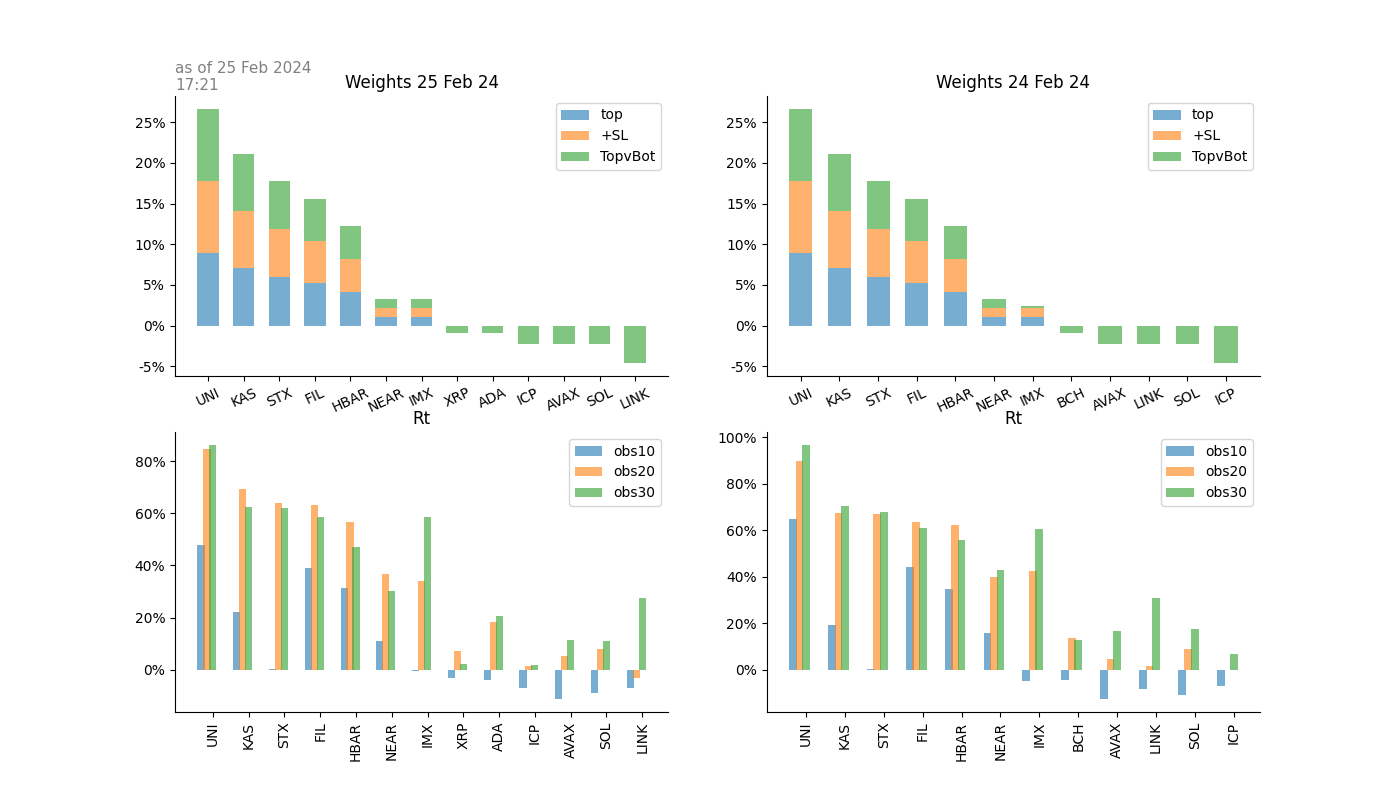 as of 25 Feb 2024
17:21
Weights 25 Feb 24
25%
20%
15%
10%
5%
0%
-5%
top
+SL
TopvBot
UNI KAS STX FIL HBAR NEAR IMX XRP ADA ICP AVAX SOL LINK
Weights 24 Feb 24
25%
20%
15%
10%
5%
0%
-5%
top
+SL
TopvBot
UNI KAS STX FIL HBAR NEAR IMX BCH AVAX LINK SOL ICP
Rt
80%
60%
40%
20%
0%
obs10
obs20
obs30
UNI KAS STX FIL HBAR NEAR IMX XRP ADA ICP AVAX SOL LINK
Rt
100%
80%
60%
40%
20%
0%
obs10
obs20
obs30
UNI KAS STX FIL HBAR NEAR IMX BCH AVAX LINK SOL ICP